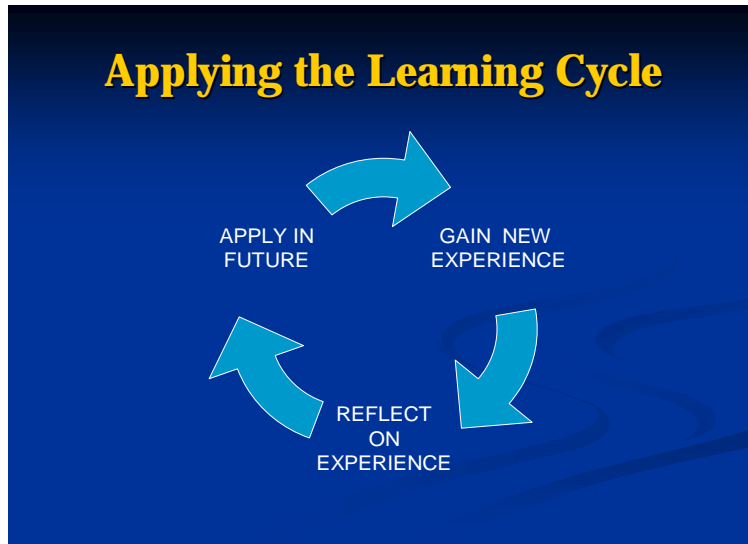 Applying the Learning Cycle
APPLY IN
FUTURE
GAIN NEW
EXPERIENCE
REFLECT
ON
EXPERIENCE